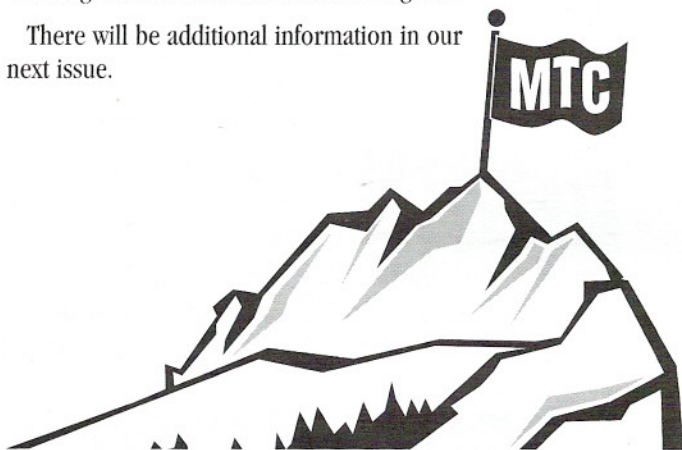 There will be additional information in our
next issue.
MTC